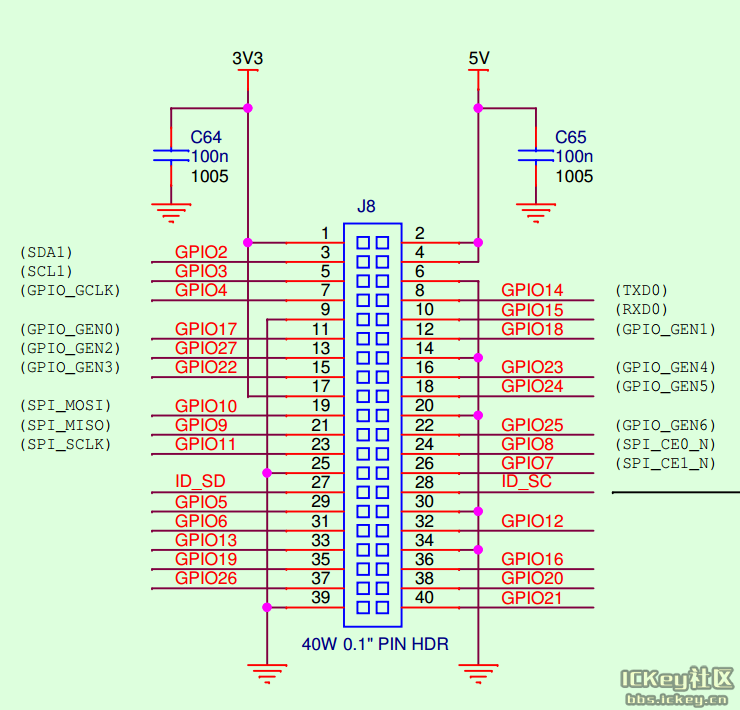 3V3 5V
C64 C65
100n 100n
1005 1005
J8
1 2
(SDA1) GPIO2 3 4
(SCL1) GPIO3 5 6
(GPIO_GCLK) GPIO4 7 8 GPIO14 (TXD0)
9 10 GPIO15 (RXD0)
(GPIO_GEN0) GPIO17 11 12 GPIO18 (GPIO_GEN1)
(GPIO_GEN2) GPIO27 13 14
(GPIO_GEN3) GPIO22 15 16 GPIO23 (GPIO_GEN4)
17 18 GPIO24 (GPIO_GEN5)
(SPI_MOSI) GPIO10 19 20
(SPI_MISO) GPIO9 21 22 GPIO25 (GPIO_GEN6)
(SPI_SCLK) GPIO11 23 24 GPIO8 (SPI_CE0_N)
25 26 GPIO7 (SPI_CE1_N)
ID_SD 27 28 ID_SC
GPIO5 29 30
GPIO6 31 32 GPIO12
GPIO13 33 34
GPIO19 35 36 GPIO16
GPIO26 37 38 GPIO20
39 40 GPIO21
40W 0.1" PIN HDR
ICKey社区
bbs.ickey.cn